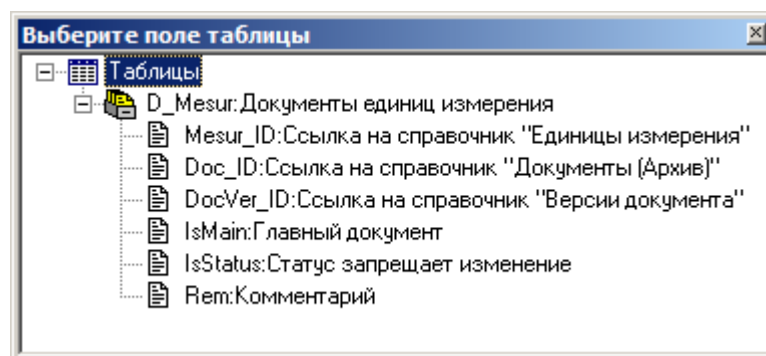 Выберите поле таблицы
Таблицы
D_Mesur:Документы единиц измерения
Mesur_ID:Ссылка на справочник "Единицы измерения"
Doc_ID:Ссылка на справочник "Документы (Архив)"
DocVer_ID:Ссылка на справочник "Версии документа"
IsMain:Главный документ
IsStatus:Статус запрещает изменение
Rem:Комментарий